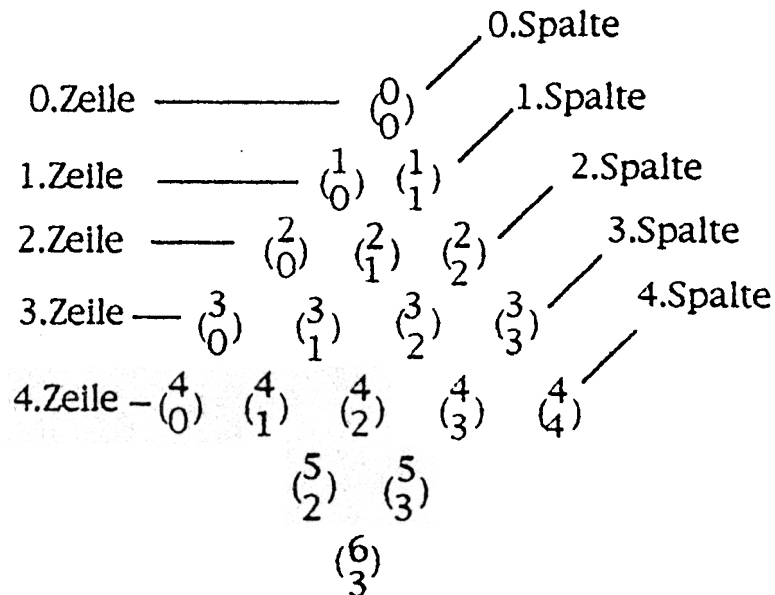 0.Spalte
0.Zeile (0 0) 1.Spalte
1.Zeile (1 0) (1 1) 2.Spalte
2.Zeile (2 0) (2 1) (2 2) 3.Spalte
3.Zeile (3 0) (3 1) (3 2) (3 3) 4.Spalte
4.Zeile (4 0) (4 1) (4 2) (4 3) (4 4)
(5 2) (5 3)
(6 3)